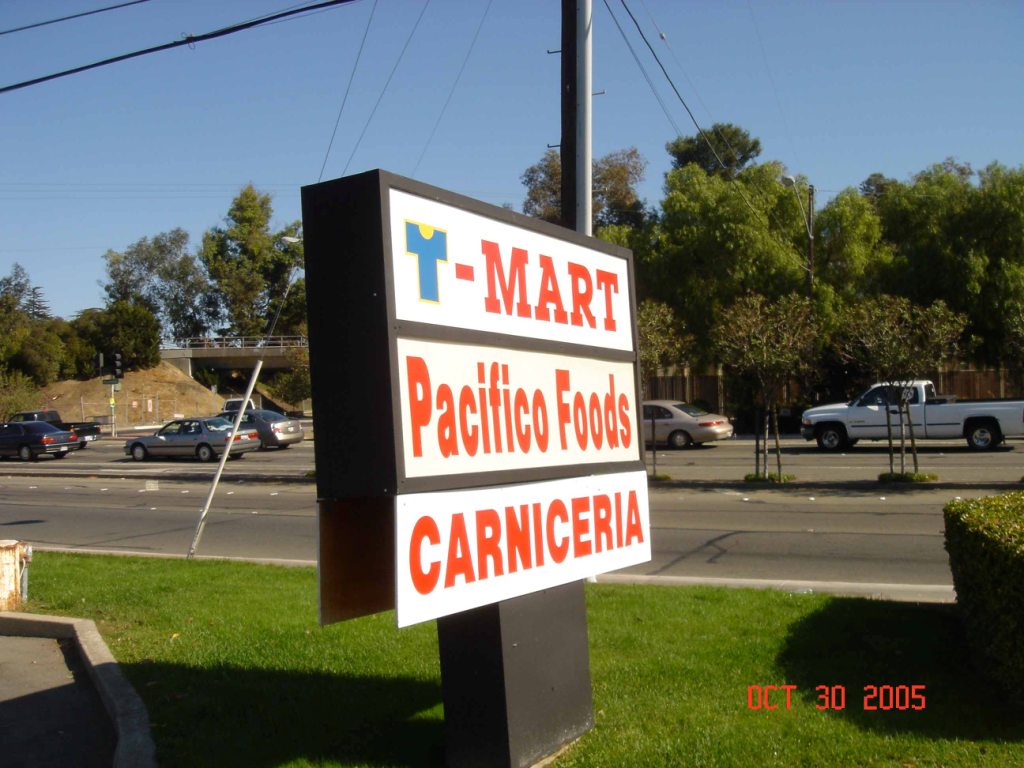 T-MART
Pacifico Foods
CARNICERIA
OCT 30 2005